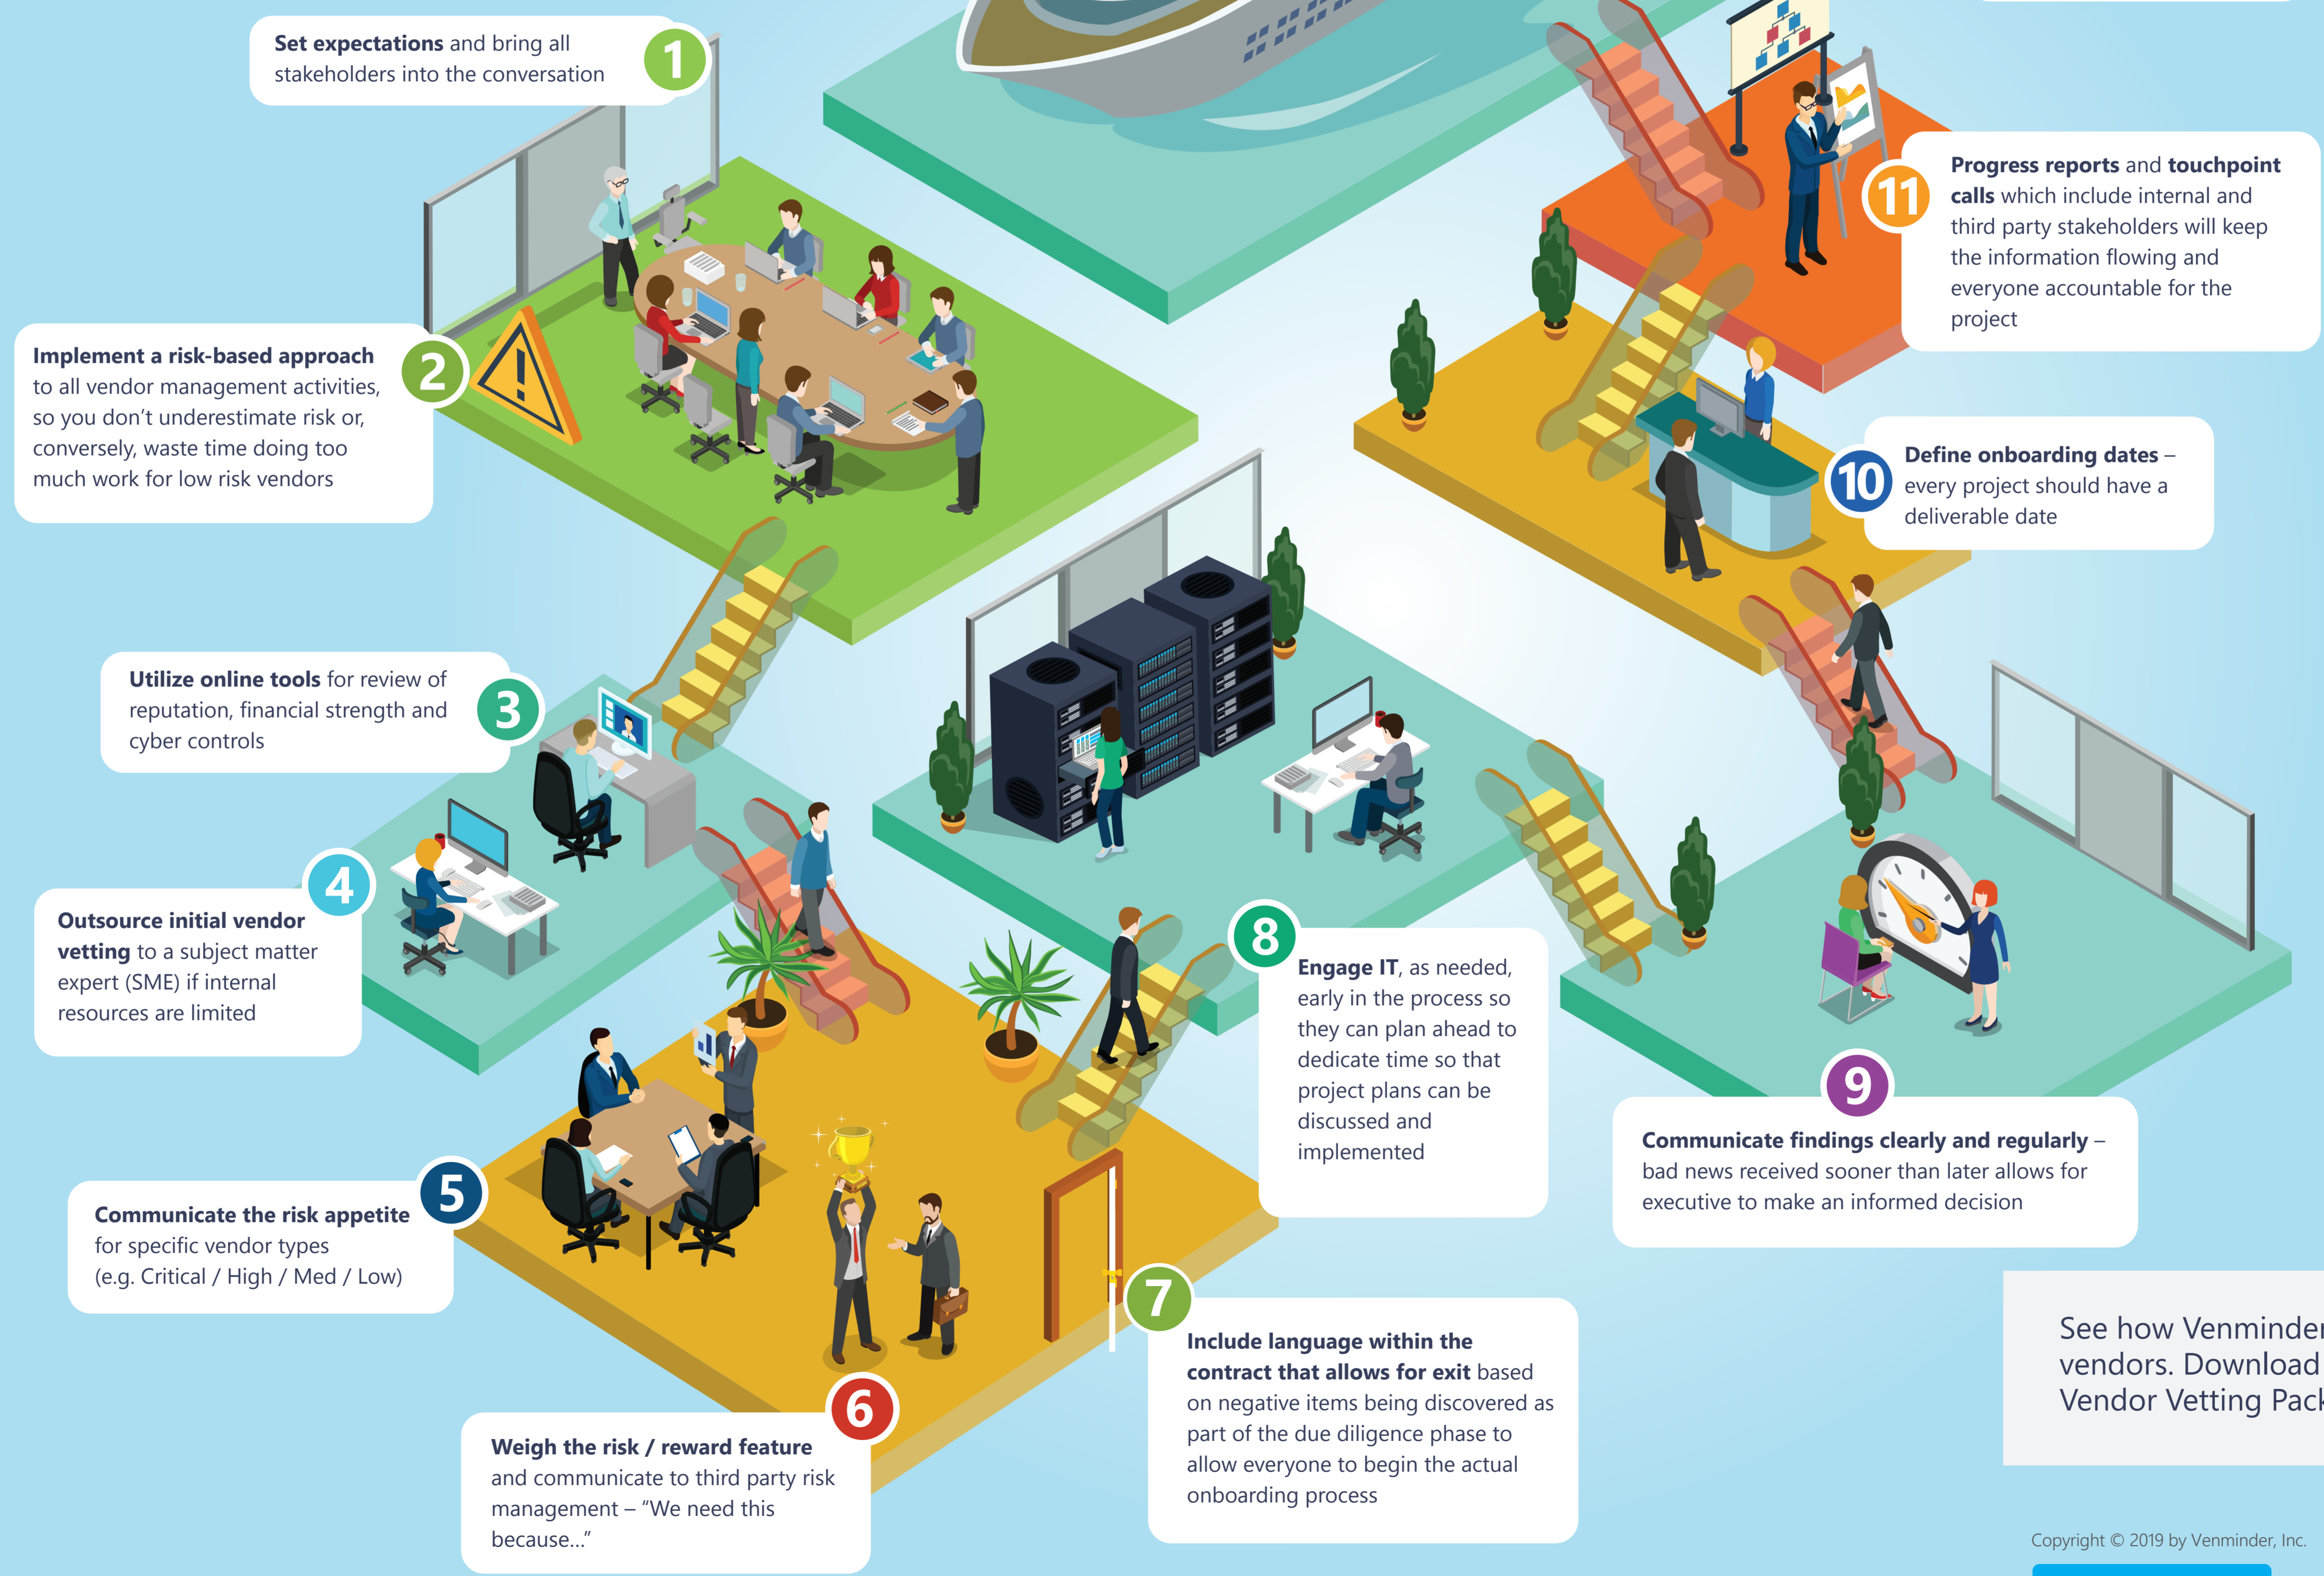 1
Set expectations and bring all
stakeholders into the conversation
2
Implement a risk-based approach
to all vendor management activities,
so you don’t underestimate risk or,
conversely, waste time doing too
much work for low risk vendors
3
Utilize online tools for review of
reputation, financial strength and
cyber controls
4
Outsource initial vendor
vetting to a subject matter
expert (SME) if internal
resources are limited
5
Communicate the risk appetite
for specific vendor types
(e.g. Critical / High / Med / Low)
6
Weigh the risk / reward feature
and communicate to third party risk
management – “We need this
because...”
7
Include language within the
contract that allows for exit based
on negative items being discovered as
part of the due diligence phase to
allow everyone to begin the actual
onboarding process
8
Engage IT, as needed,
early in the process so
they can plan ahead to
dedicate time so that
project plans can be
discussed and
implemented
9
Communicate findings clearly and regularly –
bad news received sooner than later allows for
executive to make an informed decision
10
Define onboarding dates –
every project should have a
deliverable date
11
Progress reports and touchpoint
calls which include internal and
third party stakeholders will keep
the information flowing and
everyone accountable for the
project
See how Venminder
vendors. Download
Vendor Vetting Pack
Copyright © 2019 by Venminder, Inc.